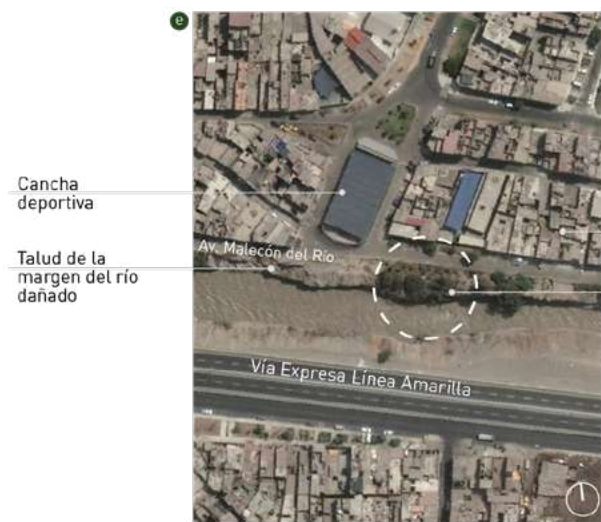 e
Cancha
deportiva
Av. Malecón del Río
Talud de la
margen del río
dañado
Vía Expresa Línea Amarilla